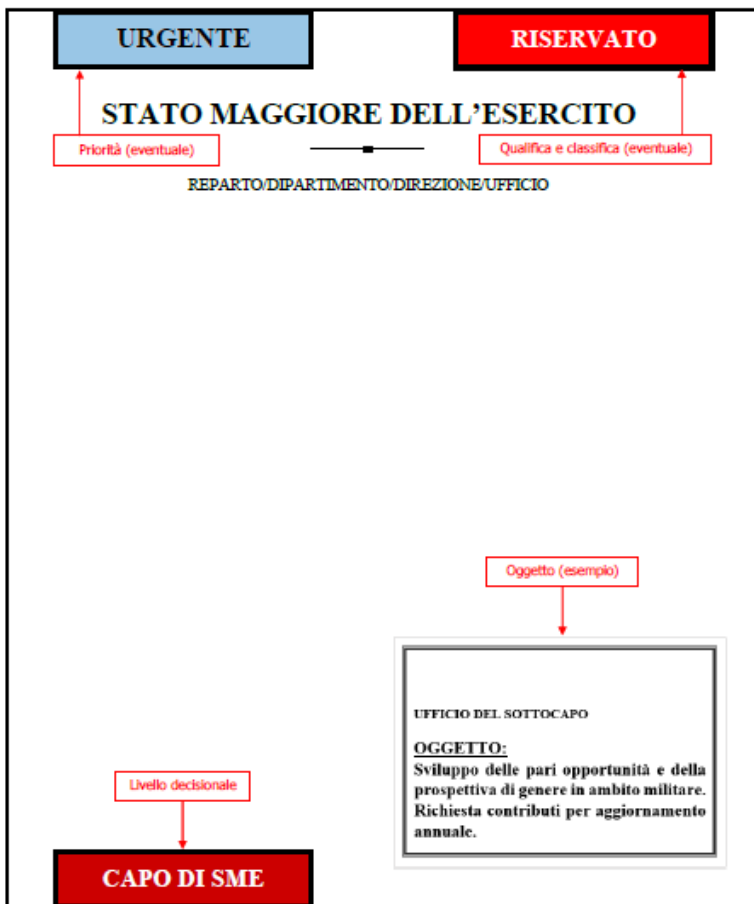 URGENTE
RISERVATO
STATO MAGGIORE DELL’ESERCITO
Priorità (eventuale)
Qualifica e classifica (eventuale)
REPARTO/DIPARTIMENTO/DIREZIONE/UFFICIO
Oggetto (esempio)
UFFICIO DEL SOTTOCAPO
OGGETTO:
Sviluppo delle pari opportunità e della
prospettiva di genere in ambito militare.
Richiesta contributi per aggiornamento
annuale.
Livello decisionale
CAPO DI SME